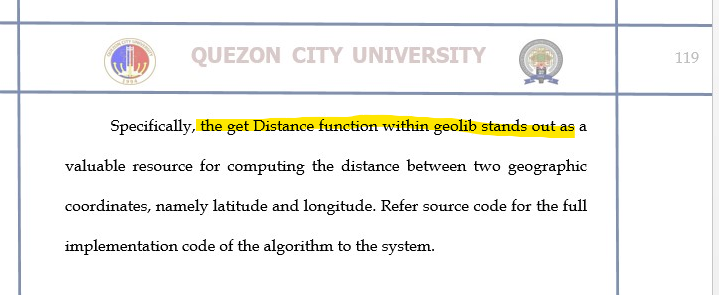 QUEZON CITY UNIVERSITY
119
Specifically, the get Distance function within geolib stands out as a
valuable resource for computing the distance between two geographic
coordinates, namely latitude and longitude. Refer source code for the full
implementation code of the algorithm to the system.